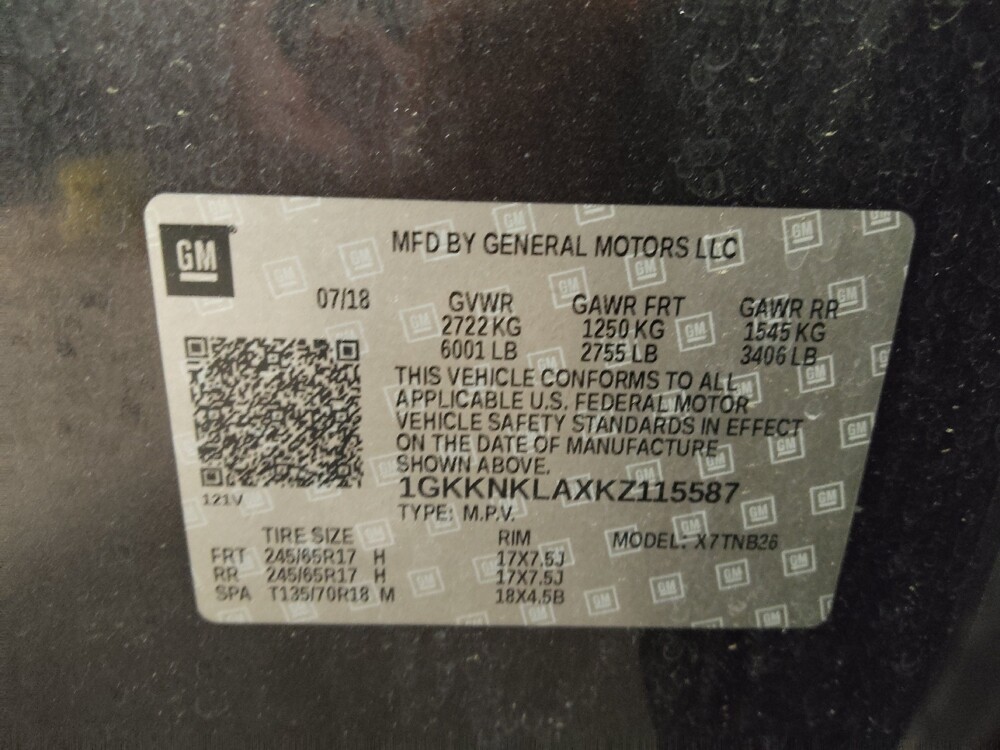 GM
MFD BY GENERAL MOTORS LLC
07/18
GVWR GAWR FRT GAWR RR
2722 KG 1250 KG 1545 KG
6001 LB 2755 LB 3406 LB
THIS VEHICLE CONFORMS TO ALL
APPLICABLE U.S. FEDERAL MOTOR
VEHICLE SAFETY STANDARDS IN EFFECT
ON THE DATE OF MANUFACTURE
SHOWN ABOVE.
1GKKNKLAXKZ115587
121V
TYPE: M.P.V.
TIRE SIZE RIM MODEL: X7TNB26
FRT 245/65R17 H 17X7.5J
RR 245/65R17 H 17X7.5J
SPA T135/70R18 M 18X4.5B